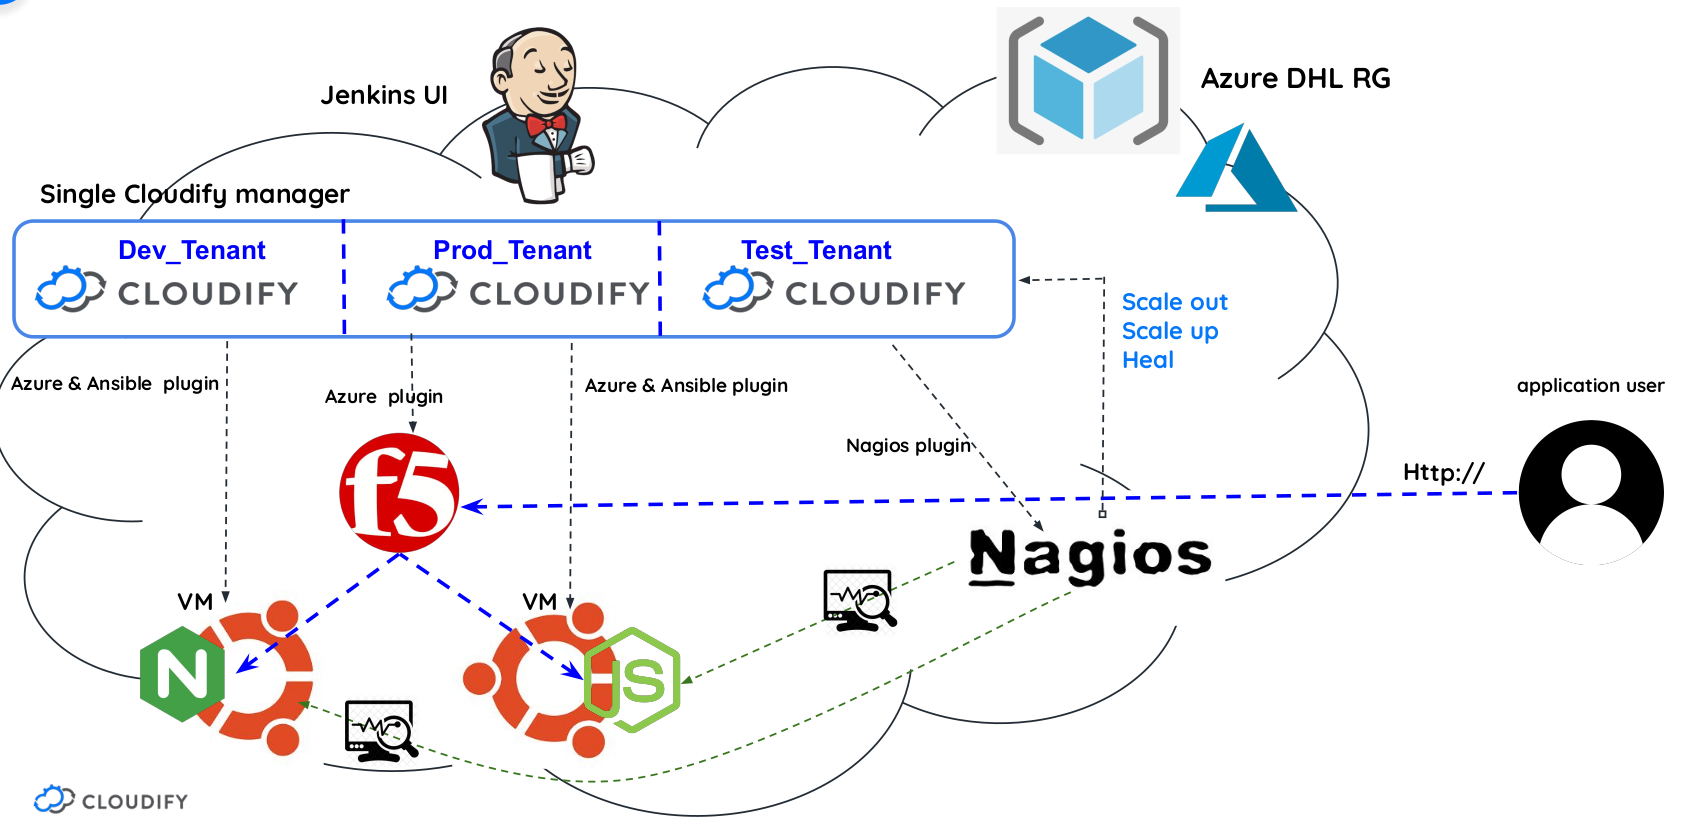 Jenkins UI
Azure DHL RG
Single Cloudify manager
Dev_Tenant
Prod_Tenant
Test_Tenant
CLOUDIFY
CLOUDIFY
CLOUDIFY
Scale out
Scale up
Heal
Azure & Ansible plugin
Azure plugin
Azure & Ansible plugin
application user
Nagios plugin
Http://
f5
Nagios
VM
VM
N
JS
CLOUDIFY